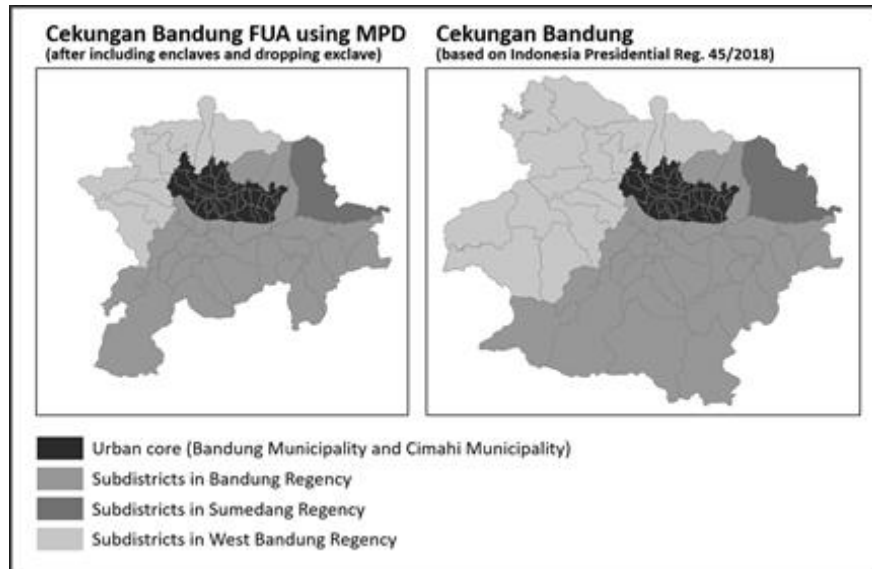 Cekungan Bandung FUA using MPD
(after including enclaves and dropping exclave)
Cekungan Bandung
(based on Indonesia Presidential Reg. 45/2018)
Urban core (Bandung Municipality and Cimahi Municipality)
Subdistricts in Bandung Regency
Subdistricts in Sumedang Regency
Subdistricts in West Bandung Regency